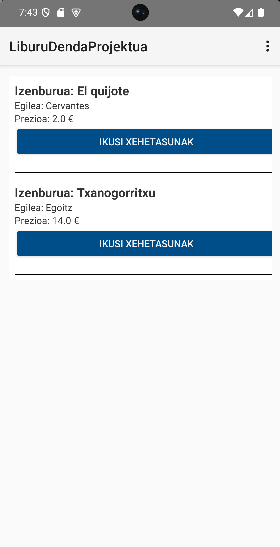 7:43
LiburuDendaProjektua
Izenburua: El quijote
Egilea: Cervantes
Prezioa: 2.0 €
IKUSI XEHETASUNAK
Izenburua: Txanogorritxu
Egilea: Egoitz
Prezioa: 14.0 €
IKUSI XEHETASUNAK